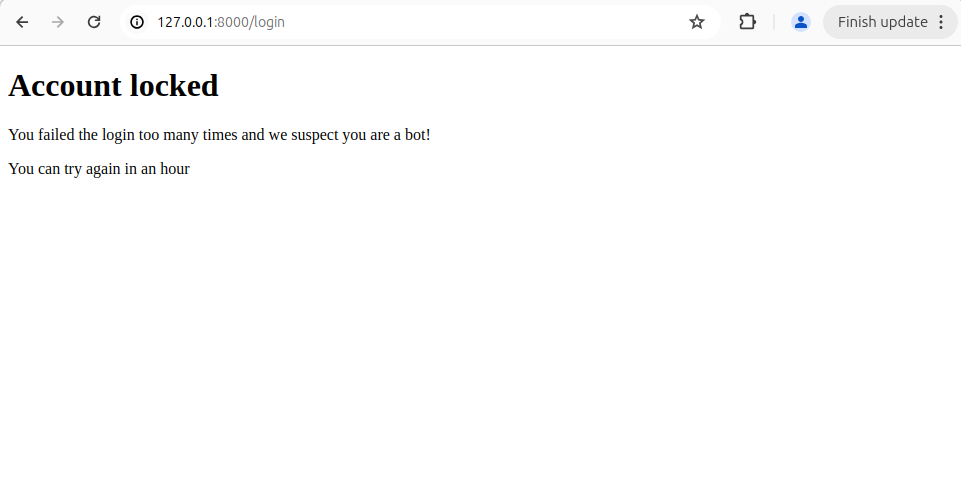 127.0.0.1:8000/login
Finish update
Account locked
You failed the login too many times and we suspect you are a bot!
You can try again in an hour